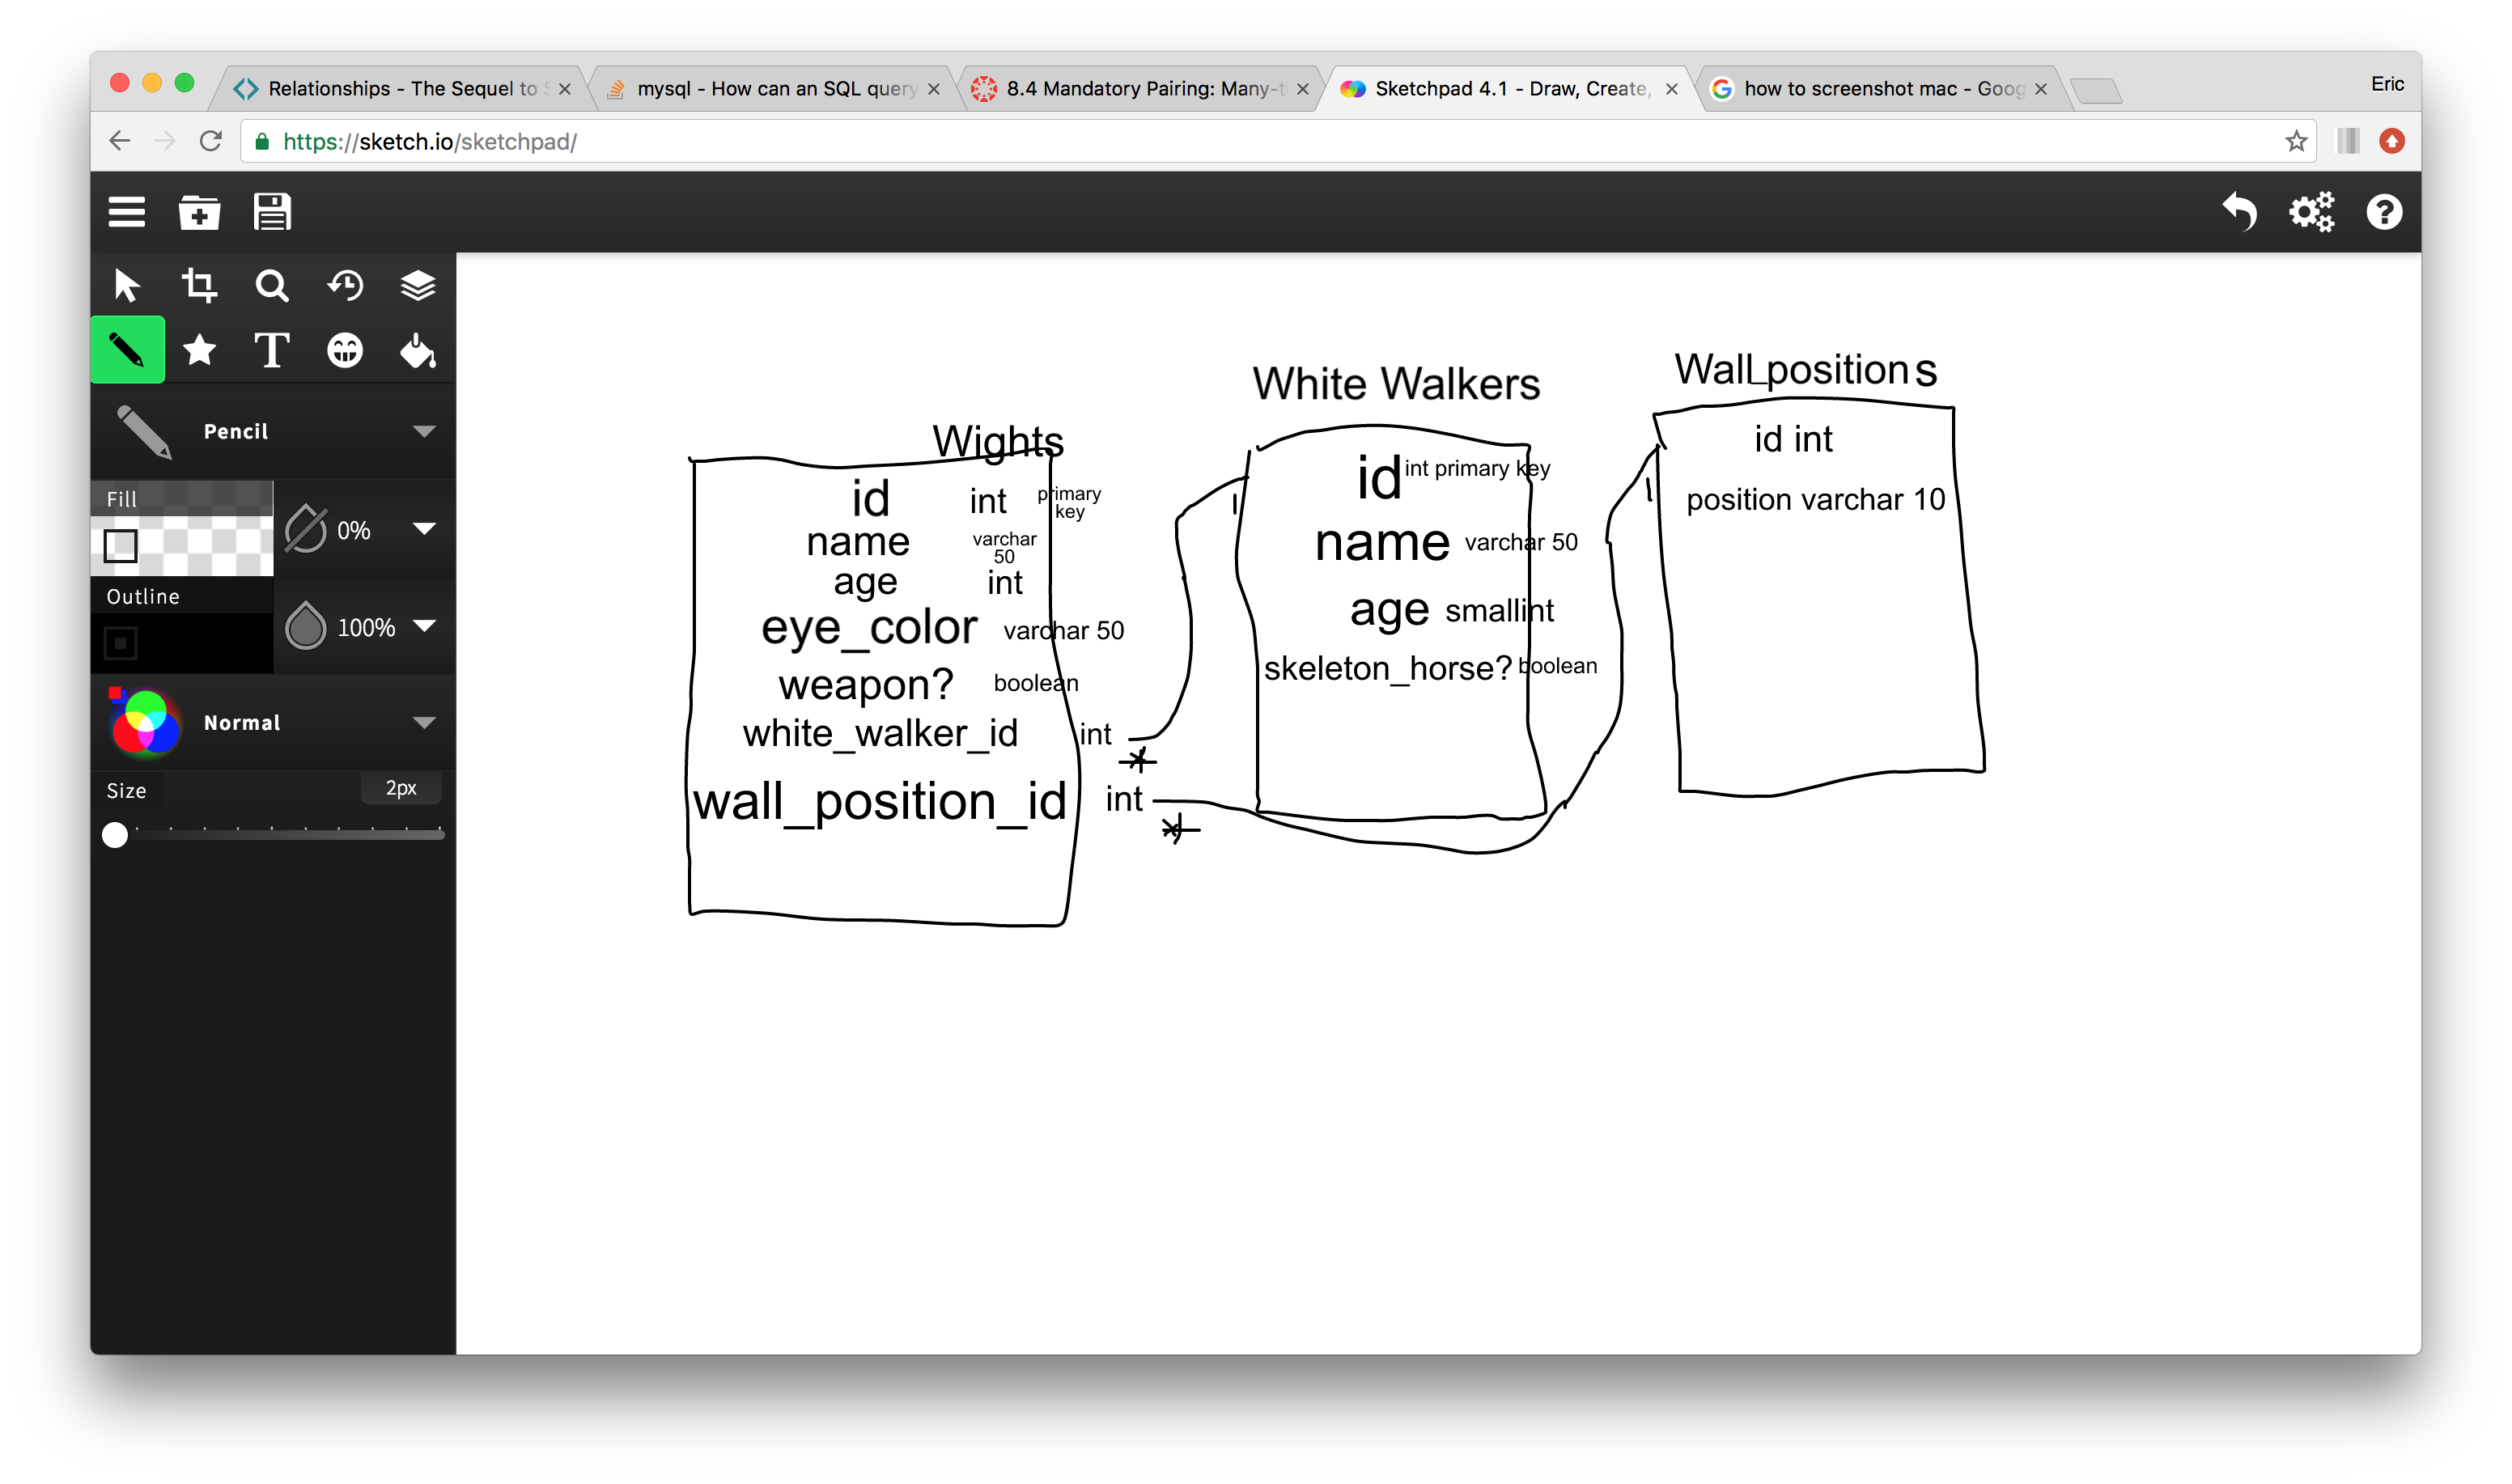 Relationships - The Sequel to S
mysql - How can an SQL query
8.4 Mandatory Pairing: Many-t
Sketchpad 4.1 - Draw, Create,
how to screenshot mac - Goog
Eric
https://sketch.io/sketchpad/
Pencil
Fill
0%
Outline
100%
Normal
Size 2px
Wights
id int primary key
name varchar 50
age int
eye_color varchar 50
weapon? boolean
white_walker_id int
*
wall_position_id int
*
White Walkers
1
id int primary key
name varchar 50
age smallint
skeleton_horse? boolean
Wall_positions
1
id int
position varchar 10